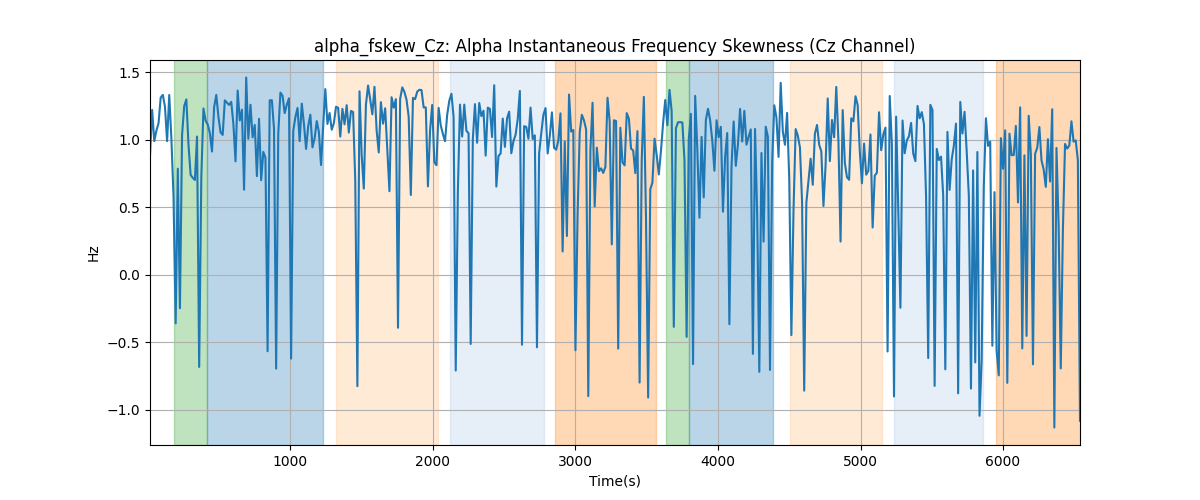 alpha_fskew_Cz: Alpha Instantaneous Frequency Skewness (Cz Channel)
1.5
1.0
0.5
0.0
−0.5
−1.0
Hz
1000 2000 3000 4000 5000 6000
Time(s)